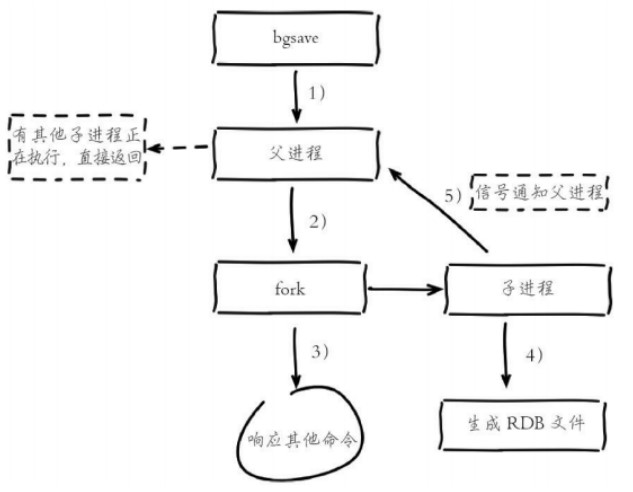 bgsave
1)
有其他子进程正
在执行，直接返回
父进程
5)
信号通知父进程
2)
fork
子进程
3)
4)
响应其他命令
生成 RDB 文件